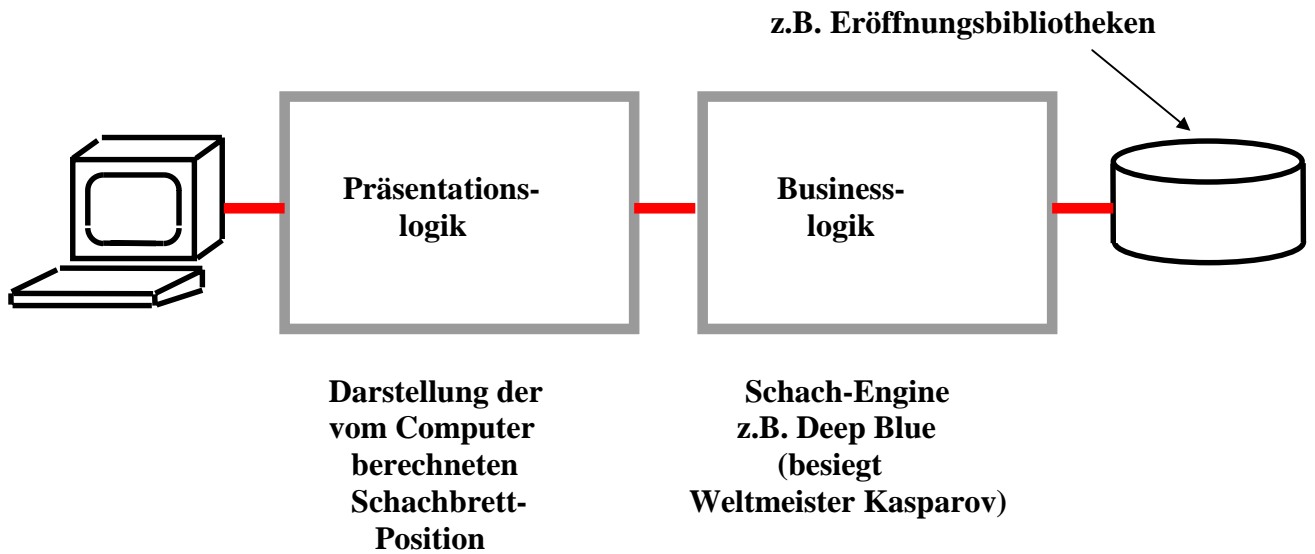 z.B. Eröffnungsbibliotheken
Präsentations-
logik
Business-
logik
Darstellung der
vom Computer
berechneten
Schachbrett-
Position
Schach-Engine
z.B. Deep Blue
(besiegt
Weltmeister Kasparov)